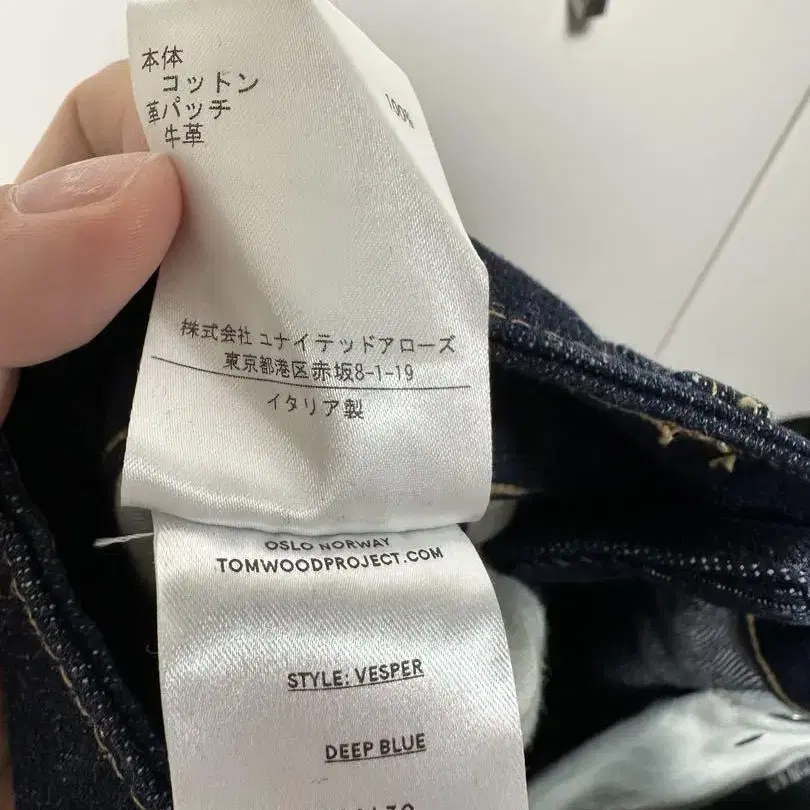 本体
コットン
100%
革パッチ
牛革
株式会社 ユナイテッドアローズ
東京都港区赤坂8-1-19
イタリア製
OSLO NORWAY
TOMWOODPROJECT.COM
STYLE: VESPER
DEEP BLUE